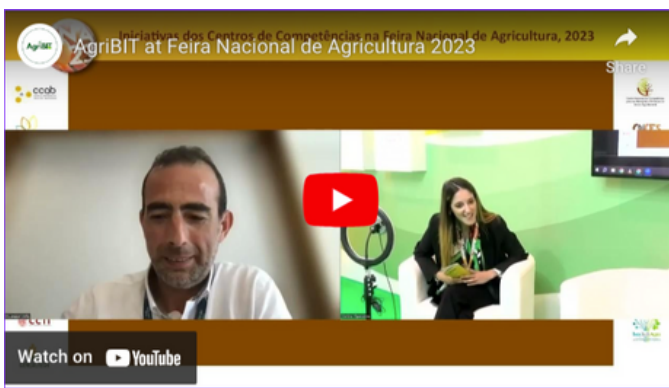 Iniciativas dos Centros de Competências na Feira Nacional de Agricultura, 2023
AgriBIT
AgriBIT at Feira Nacional de Agricultura 2023
Share
ccab
Watch on YouTube